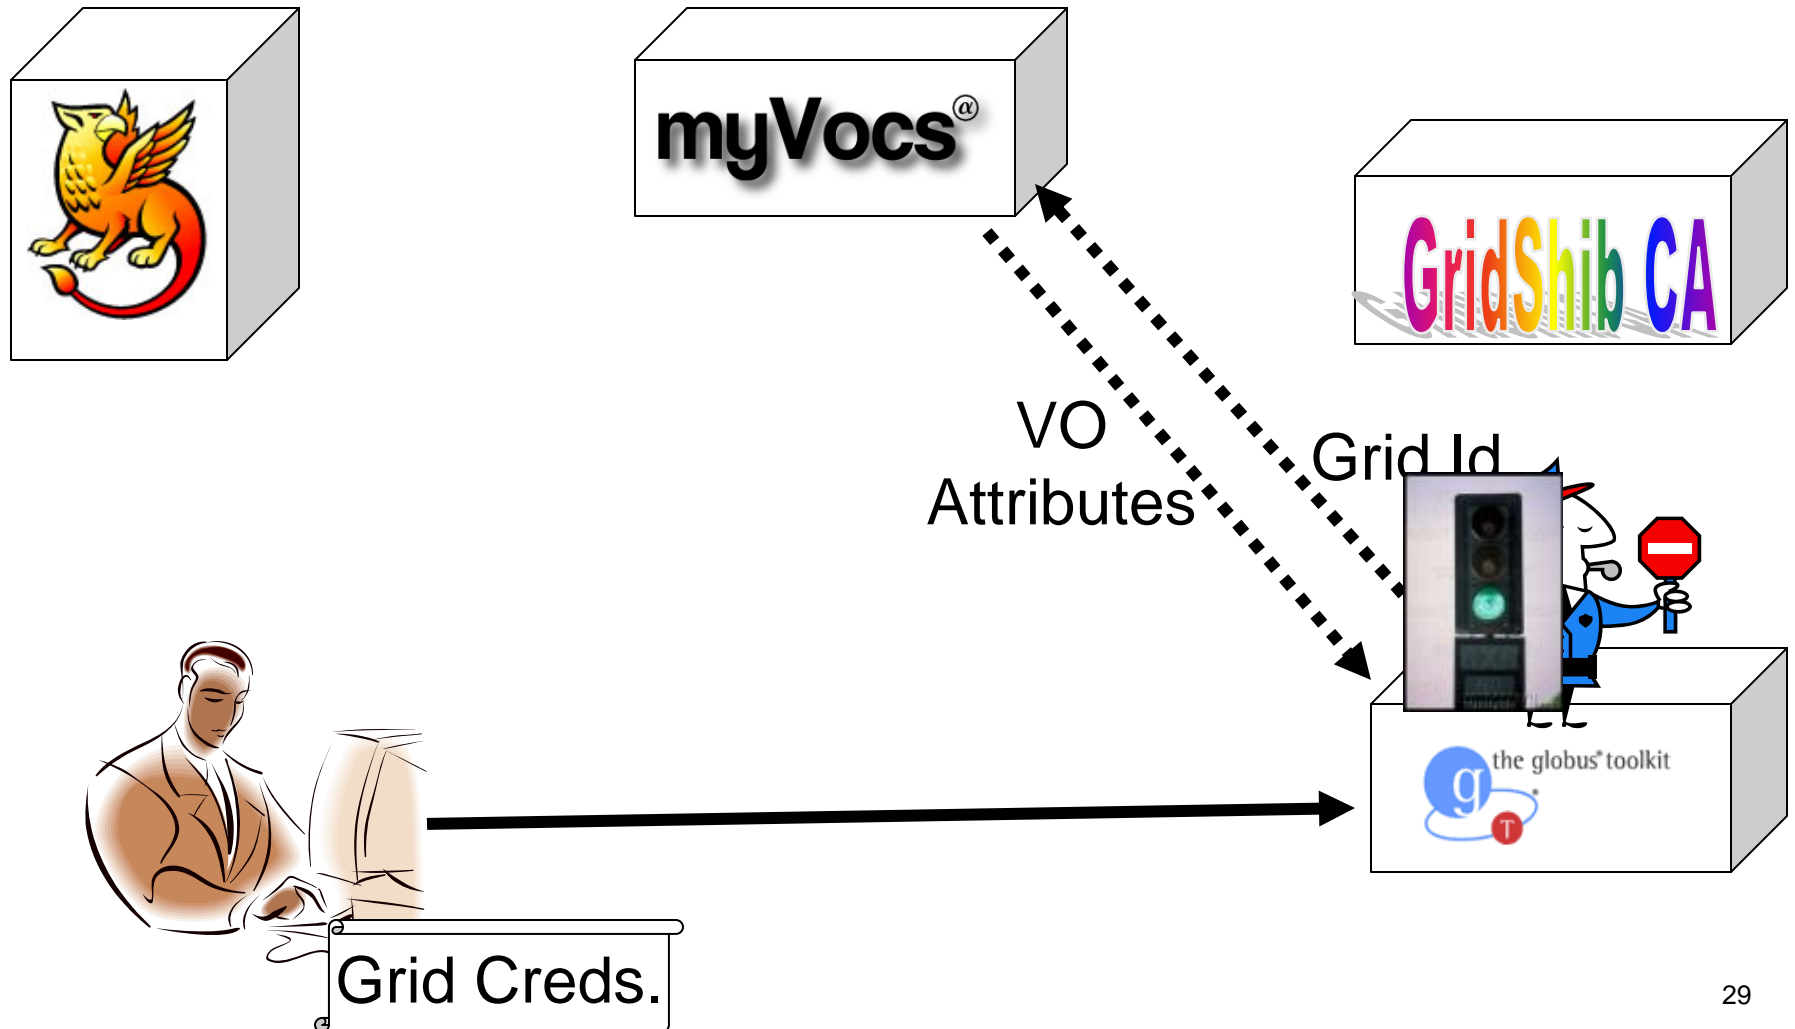 myVocs α
GridShib CA
VO
Attributes
Grid Id
the globus® toolkit
g
T
Grid Creds.
29